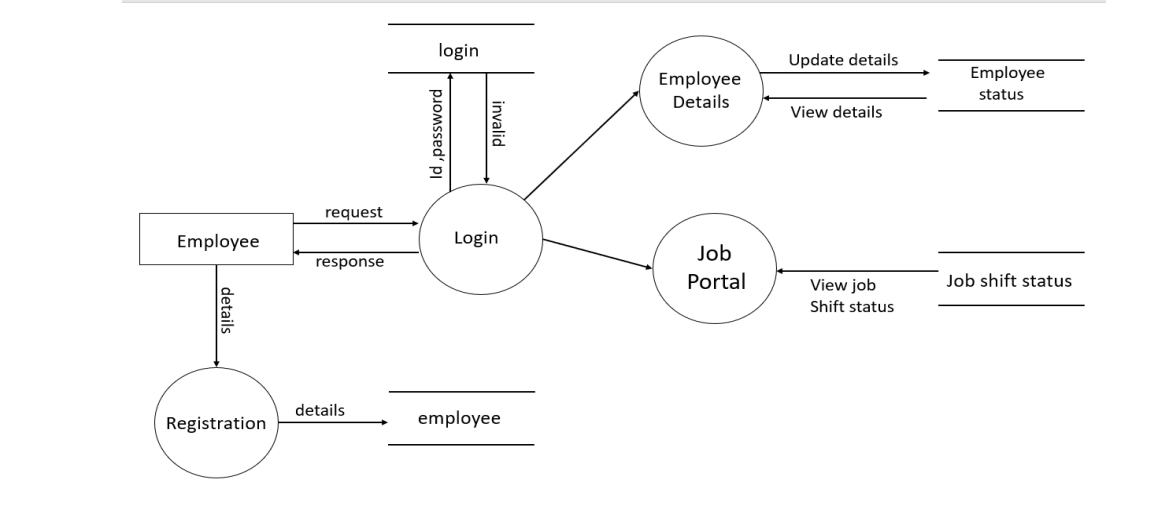 login
Id ,password
invalid
Employee
Details
Update details
View details
Employee
status
Employee
request
response
Login
Job
Portal
View job
Shift status
Job shift status
details
Registration
details
employee